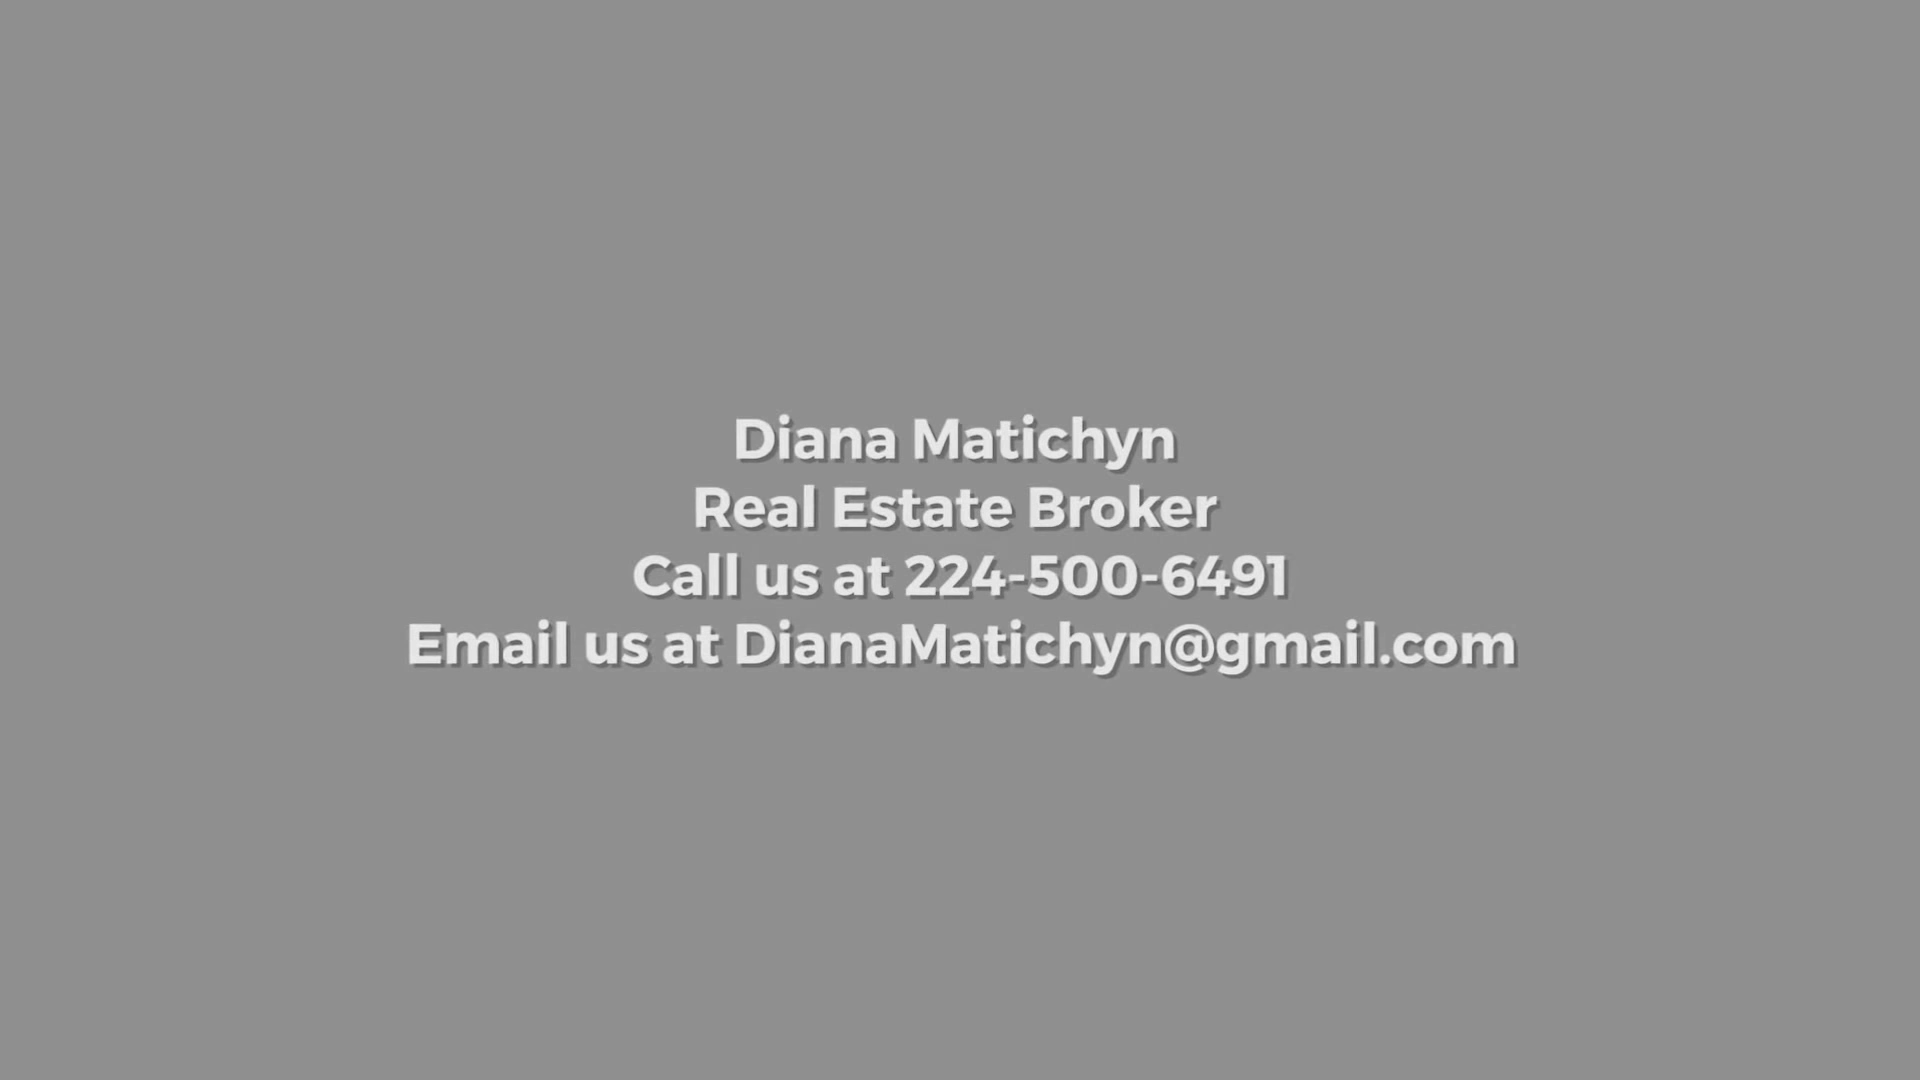 Diana Matichyn
Real Estate Broker
Call us at 224-500-6491
Email us at DianaMatichyn@gmail.com